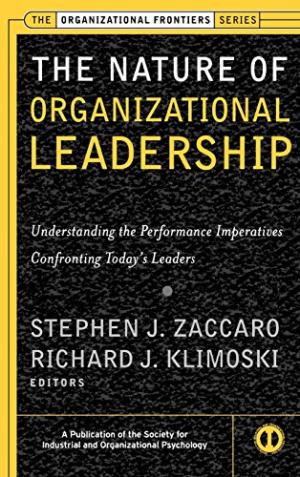 THE ORGANIZATIONAL FRONTIERS SERIES
THE NATURE OF
ORGANIZATIONAL
LEADERSHIP
Understanding the Performance Imperatives
Confronting Today's Leaders
STEPHEN J. ZACCARO
RICHARD J. KLIMOSKI
EDITORS
A Publication of the Society for
Industrial and Organizational Psychology